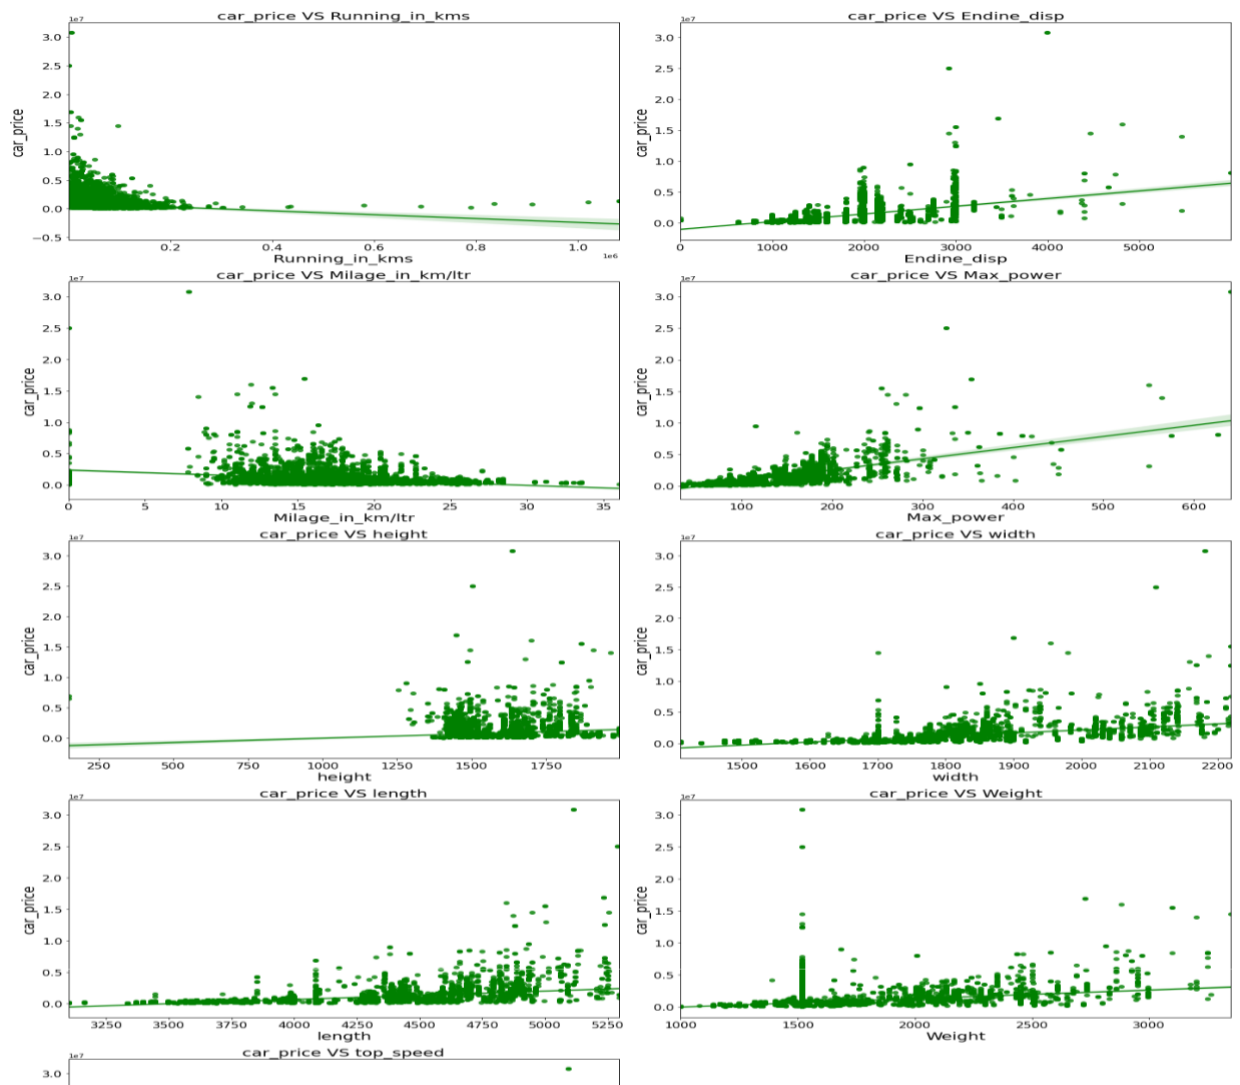 car_price VS Running_in_kms
1e7
3.0
2.5
2.0
1.5
1.0
0.5
0.0
−0.5
car_price
0.2 0.4 0.6 0.8 1.0
1e6
Running_in_kms
car_price VS Endine_disp
1e7
3.0
2.5
2.0
1.5
1.0
0.5
0.0
car_price
0 1000 2000 3000 4000 5000
Endine_disp
car_price VS Milage_in_km/ltr
1e7
3.0
2.5
2.0
1.5
1.0
0.5
0.0
car_price
0 5 10 15 20 25 30 35
Milage_in_km/ltr
car_price VS Max_power
1e7
3.0
2.5
2.0
1.5
1.0
0.5
0.0
car_price
100 200 300 400 500 600
Max_power
car_price VS height
1e7
3.0
2.5
2.0
1.5
1.0
0.5
0.0
car_price
250 500 750 1000 1250 1500 1750
height
car_price VS width
1e7
3.0
2.5
2.0
1.5
1.0
0.5
0.0
car_price
1500 1600 1700 1800 1900 2000 2100 2200
width
car_price VS length
1e7
3.0
2.5
2.0
1.5
1.0
0.5
0.0
car_price
3250 3500 3750 4000 4250 4500 4750 5000 5250
length
car_price VS Weight
1e7
3.0
2.5
2.0
1.5
1.0
0.5
0.0
car_price
1000 1500 2000 2500 3000
Weight
car_price VS top_speed
1e7
3.0